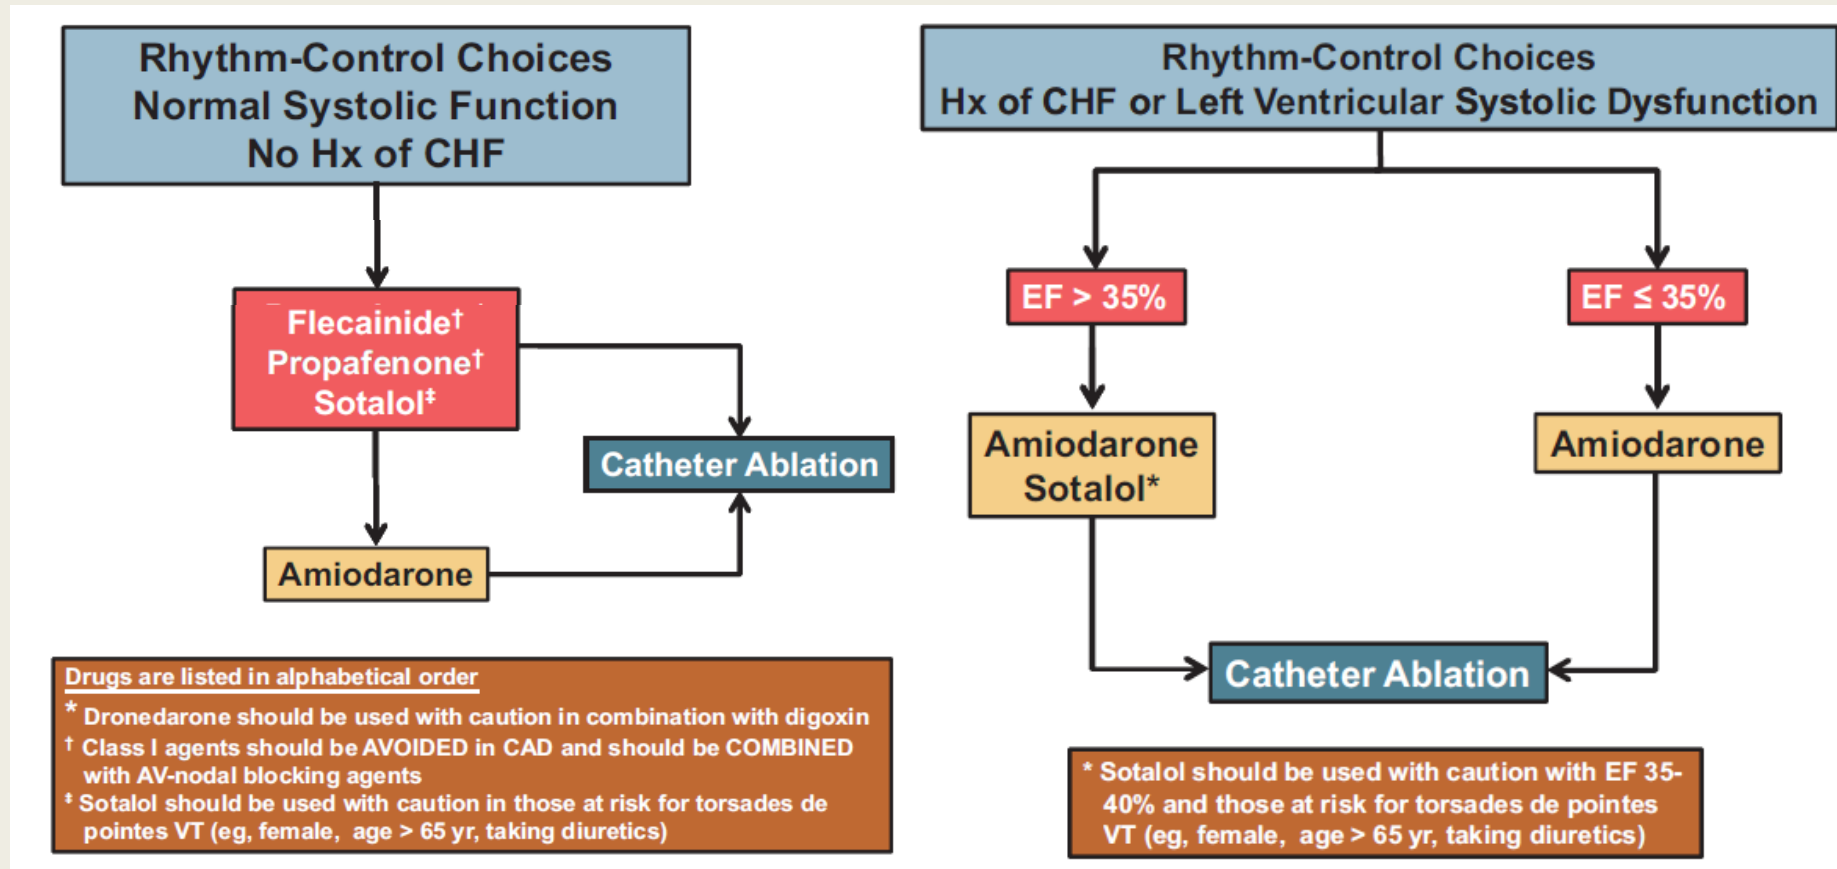 Rhythm-Control Choices
Normal Systolic Function
No Hx of CHF
Flecainide†
Propafenone†
Sotalol‡
Catheter Ablation
Amiodarone
Drugs are listed in alphabetical order
* Dronedarone should be used with caution in combination with digoxin
† Class I agents should be AVOIDED in CAD and should be COMBINED
with AV-nodal blocking agents
‡ Sotalol should be used with caution in those at risk for torsades de
pointes VT (eg, female, age > 65 yr, taking diuretics)
Rhythm-Control Choices
Hx of CHF or Left Ventricular Systolic Dysfunction
EF > 35%
EF ≤ 35%
Amiodarone
Sotalol*
Amiodarone
Catheter Ablation
* Sotalol should be used with caution with EF 35-
40% and those at risk for torsades de pointes
VT (eg, female, age > 65 yr, taking diuretics)